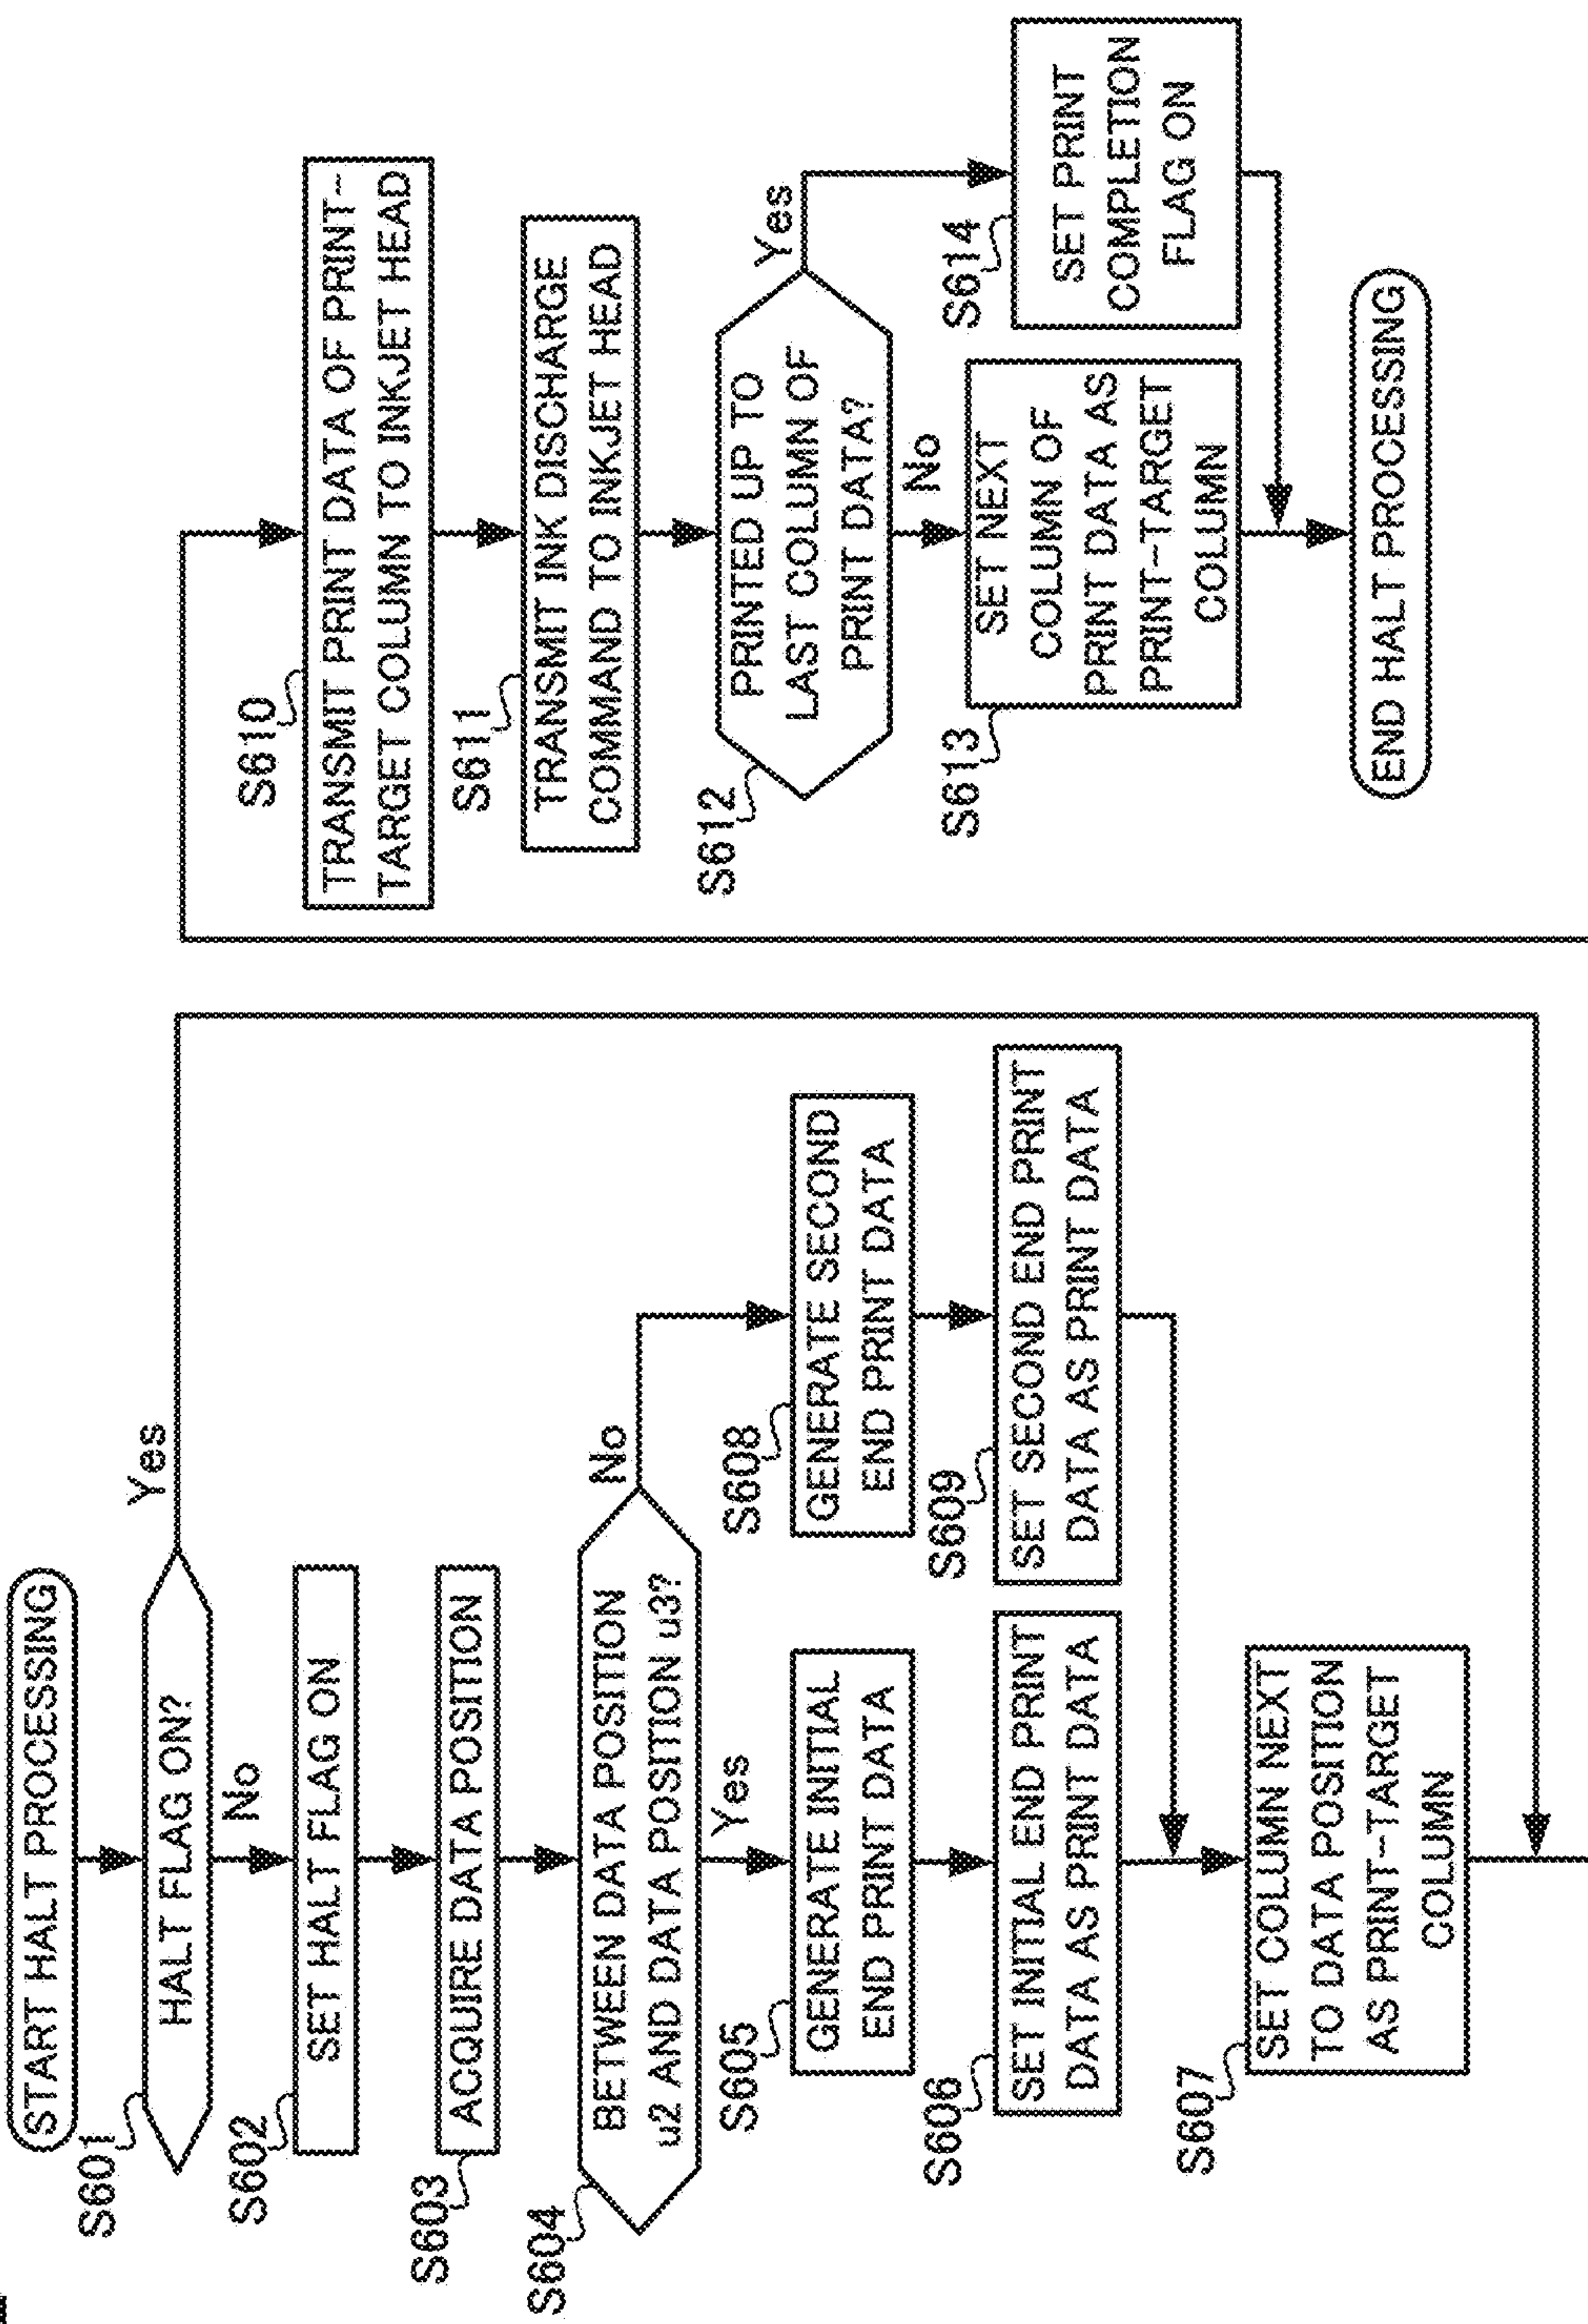 START HALT PROCESSING
S601
HALT FLAG ON?
Yes
No
S602
SET HALT FLAG ON
S603
ACQUIRE DATA POSITION
S604
BETWEEN DATA POSITION
u2 AND DATA POSITION u3?
No
Yes
S605
GENERATE INITIAL
END PRINT DATA
S606
SET INITIAL END PRINT
DATA AS PRINT DATA
S608
GENERATE SECOND
END PRINT DATA
S609
SET SECOND END PRINT
DATA AS PRINT DATA
S607
SET COLUMN NEXT
TO DATA POSITION
AS PRINT-TARGET
COLUMN
S610
TRANSMIT PRINT DATA OF PRINT-
TARGET COLUMN TO INKJET HEAD
S611
TRANSMIT INK DISCHARGE
COMMAND TO INKJET HEAD
S612
PRINTED UP TO
LAST COLUMN OF
PRINT DATA?
Yes
No
S613
SET NEXT
COLUMN OF
PRINT DATA AS
PRINT-TARGET
COLUMN
S614
SET PRINT
COMPLETION
FLAG ON
END HALT PROCESSING